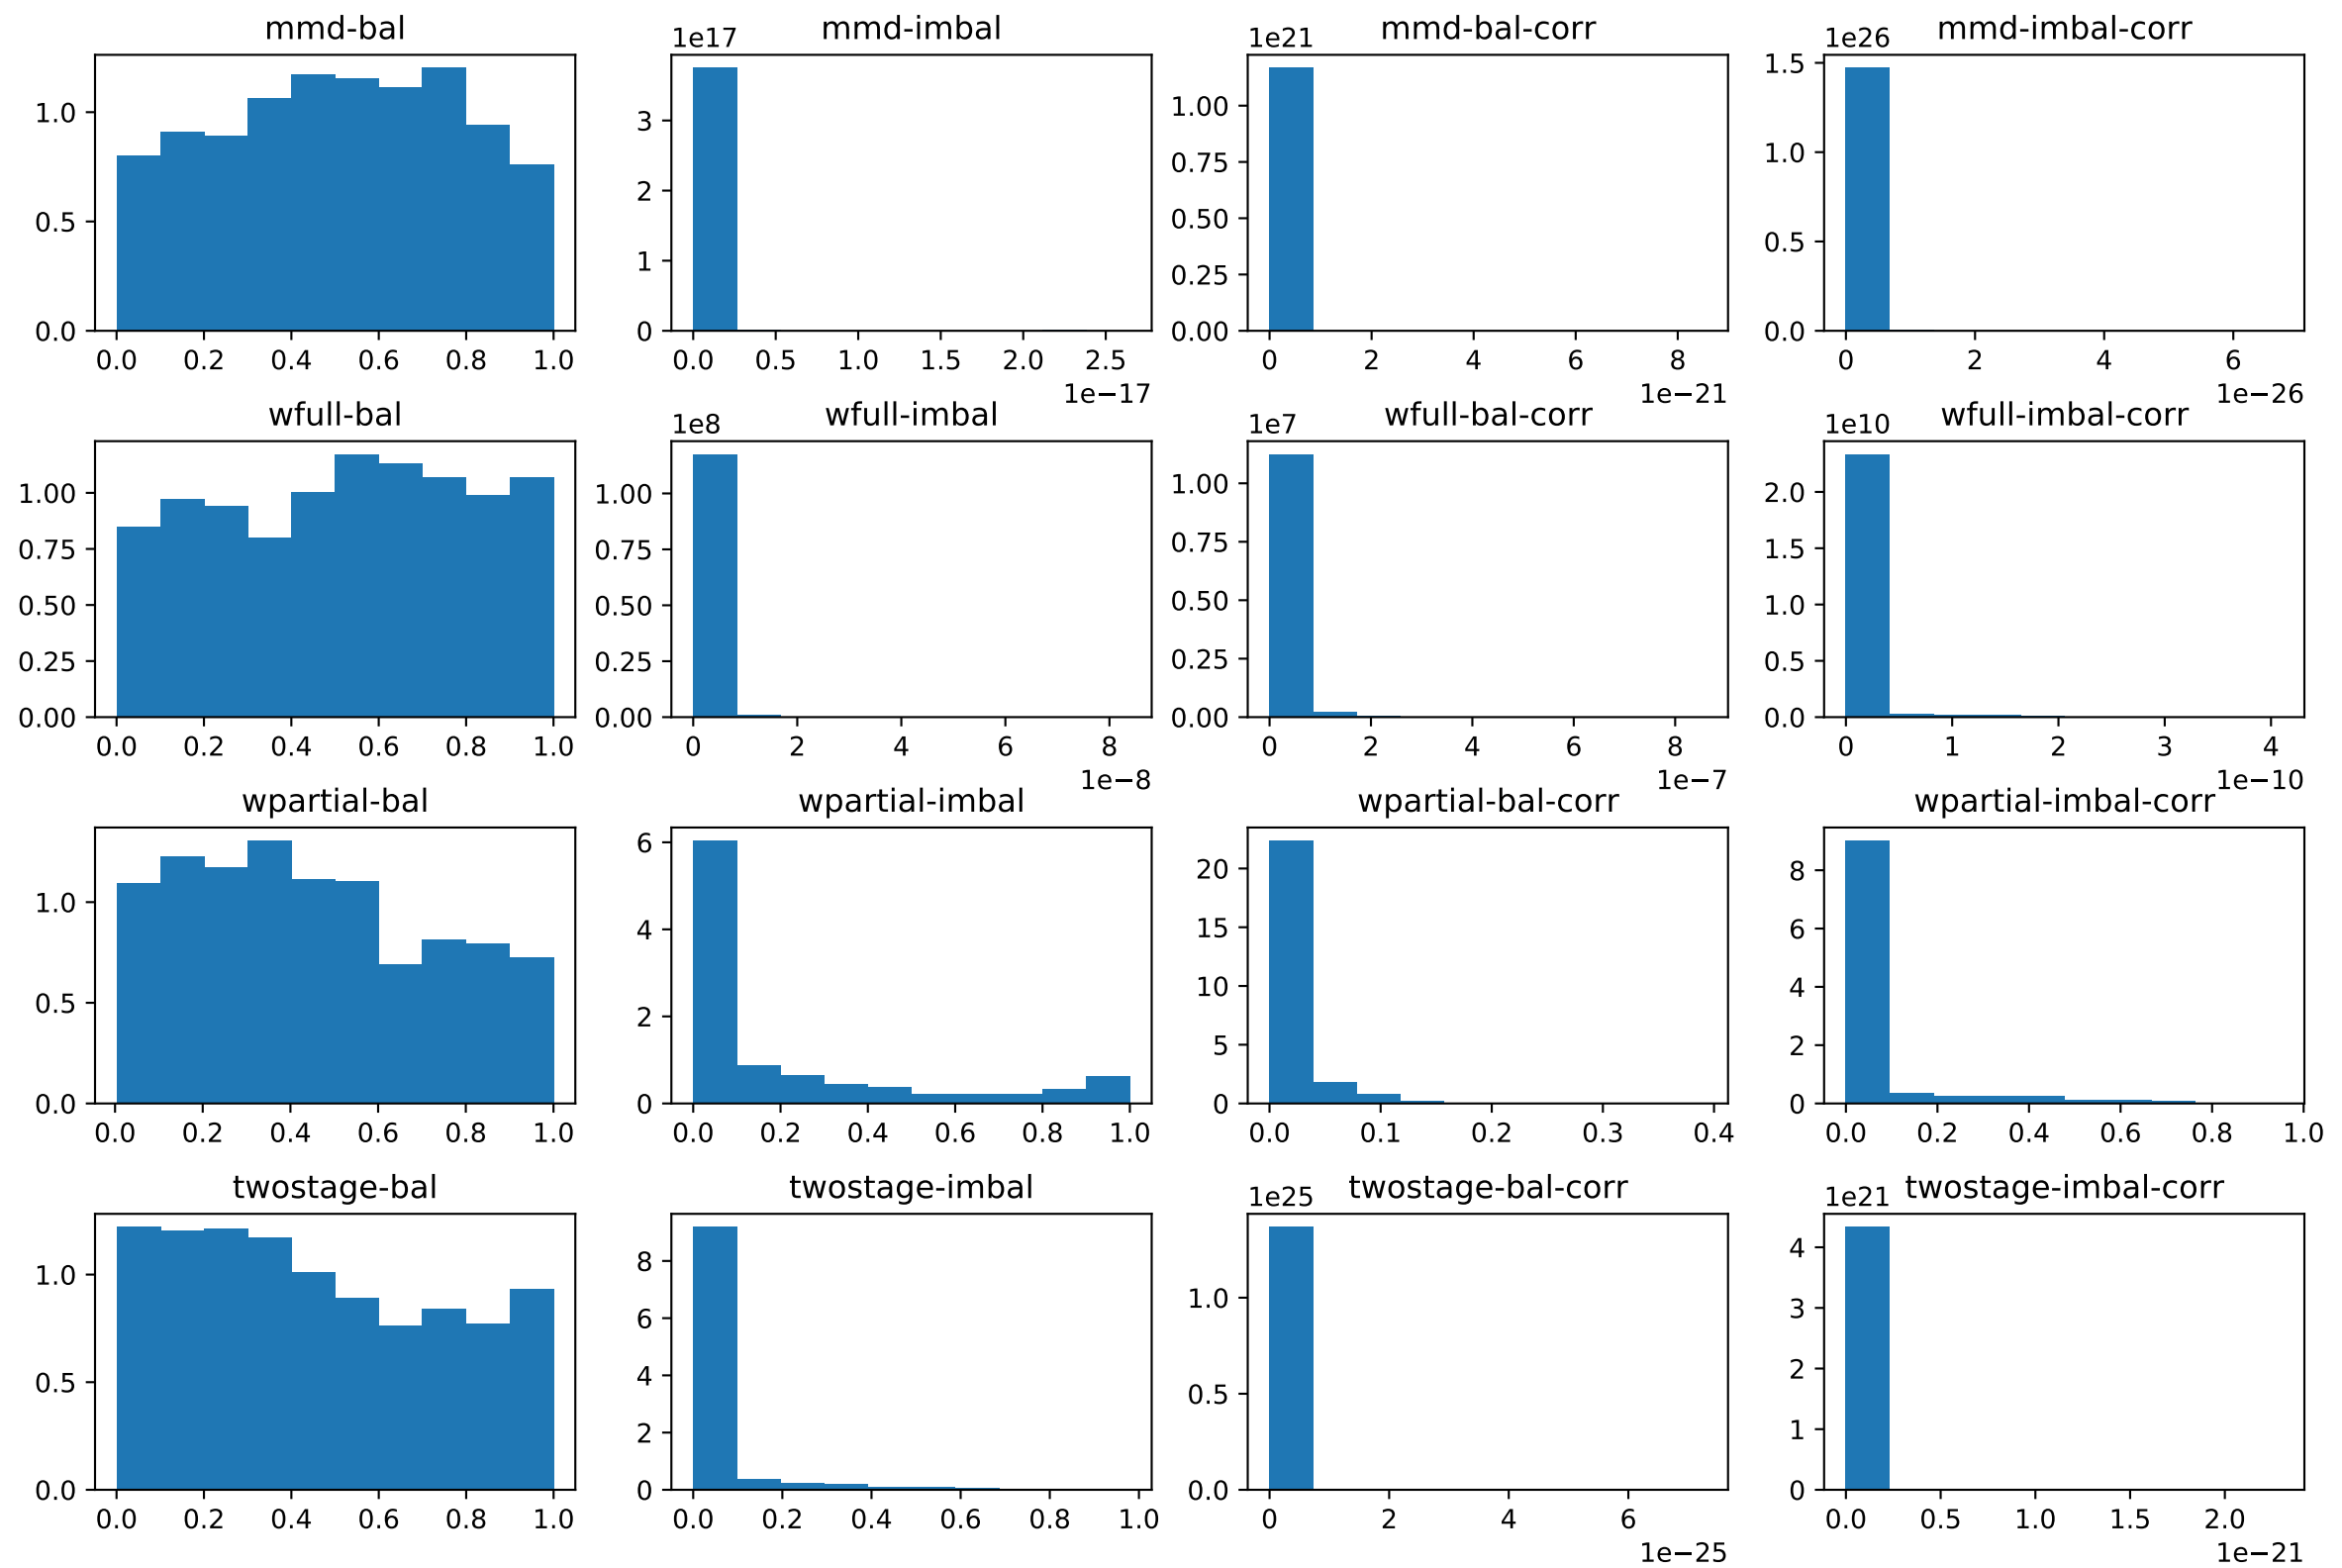 mmd-bal
0.0
0.5
1.0
0.0 0.2 0.4 0.6 0.8 1.0
mmd-imbal
1e17
0
1
2
3
0.0 0.5 1.0 1.5 2.0 2.5
1e−17
mmd-bal-corr
1e21
0.00
0.25
0.50
0.75
1.00
0 2 4 6 8
1e−21
mmd-imbal-corr
1e26
0.0
0.5
1.0
1.5
0 2 4 6
1e−26
wfull-bal
0.00
0.25
0.50
0.75
1.00
0.0 0.2 0.4 0.6 0.8 1.0
wfull-imbal
1e8
0.00
0.25
0.50
0.75
1.00
0 2 4 6 8
1e−8
wfull-bal-corr
1e7
0.00
0.25
0.50
0.75
1.00
0 2 4 6 8
1e−7
wfull-imbal-corr
1e10
0.0
0.5
1.0
1.5
2.0
0 1 2 3 4
1e−10
wpartial-bal
0.0
0.5
1.0
0.0 0.2 0.4 0.6 0.8 1.0
wpartial-imbal
0
2
4
6
0.0 0.2 0.4 0.6 0.8 1.0
wpartial-bal-corr
0
5
10
15
20
0.0 0.1 0.2 0.3 0.4
wpartial-imbal-corr
0
2
4
6
8
0.0 0.2 0.4 0.6 0.8 1.0
twostage-bal
0.0
0.5
1.0
0.0 0.2 0.4 0.6 0.8 1.0
twostage-imbal
0
2
4
6
8
0.0 0.2 0.4 0.6 0.8 1.0
twostage-bal-corr
1e25
0.0
0.5
1.0
0 2 4 6
1e−25
twostage-imbal-corr
1e21
0
1
2
3
4
0.0 0.5 1.0 1.5 2.0
1e−21